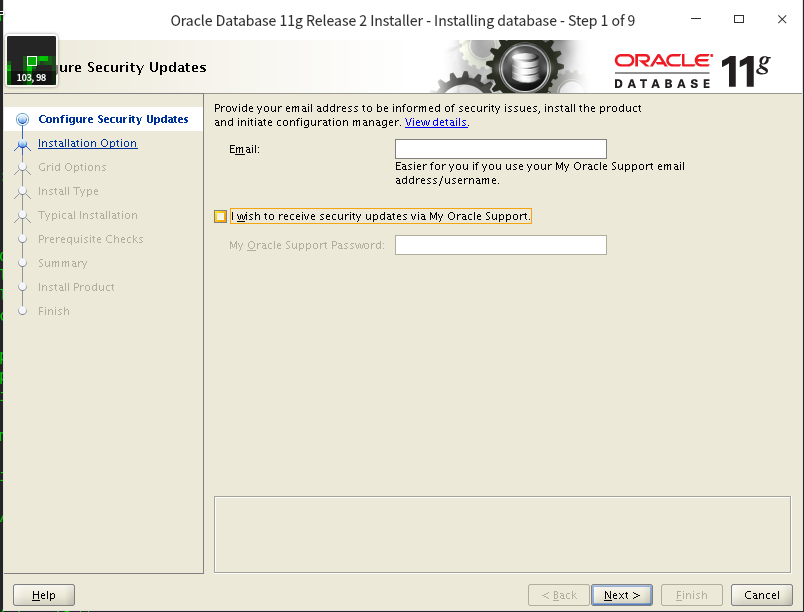 Oracle Database 11g Release 2 Installer - Installing database - Step 1 of 9
103, 98
ure Security Updates
ORACLE
DATABASE 11g
Configure Security Updates
Installation Option
Grid Options
Install Type
Typical Installation
Prerequisite Checks
Summary
Install Product
Finish
Provide your email address to be informed of security issues, install the product
and initiate configuration manager. View details.
Email:
Easier for you if you use your My Oracle Support email
address/username.
I wish to receive security updates via My Oracle Support.
My Oracle Support Password:
Help
< Back
Next >
Finish
Cancel